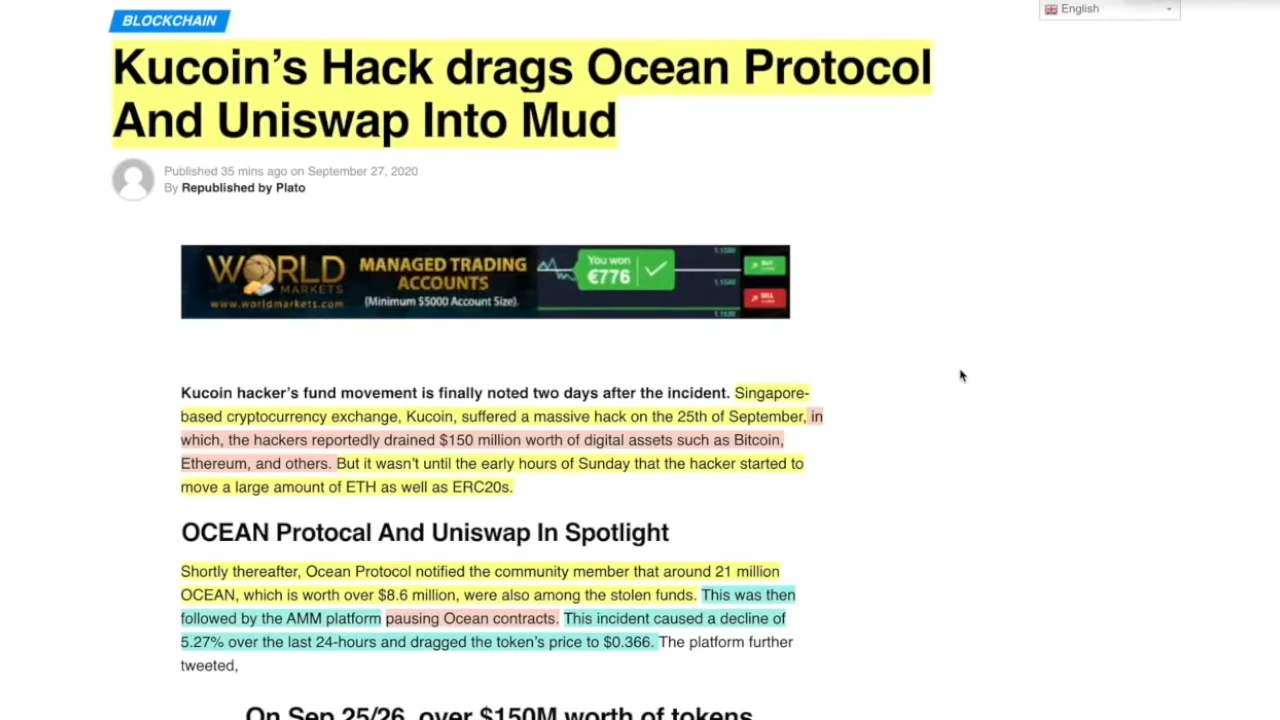 English
BLOCKCHAIN
Kucoin's Hack drags Ocean Protocol
And Uniswap Into Mud
Published 35 mins ago on September 27, 2020
By Republished by Plato
WORLD
MARKETS
www.worldmarkets.com
MANAGED TRADING
ACCOUNTS
(Minimum $5000 Account Size)
You won
€776
BUY
SELL
Kucoin hacker's fund movement is finally noted two days after the incident. Singapore-
based cryptocurrency exchange, Kucoin, suffered a massive hack on the 25th of September, in
which, the hackers reportedly drained $150 million worth of digital assets such as Bitcoin,
Ethereum, and others. But it wasn't until the early hours of Sunday that the hacker started to
move a large amount of ETH as well as ERC20s.
OCEAN Protocal And Uniswap In Spotlight
Shortly thereafter, Ocean Protocol notified the community member that around 21 million
OCEAN, which is worth over $8.6 million, were also among the stolen funds. This was then
followed by the AMM platform pausing Ocean contracts. This incident caused a decline of
5.27% over the last 24-hours and dragged the token's price to $0.366. The platform further
tweeted,
On Sep 25/26, over $150M worth of tokens